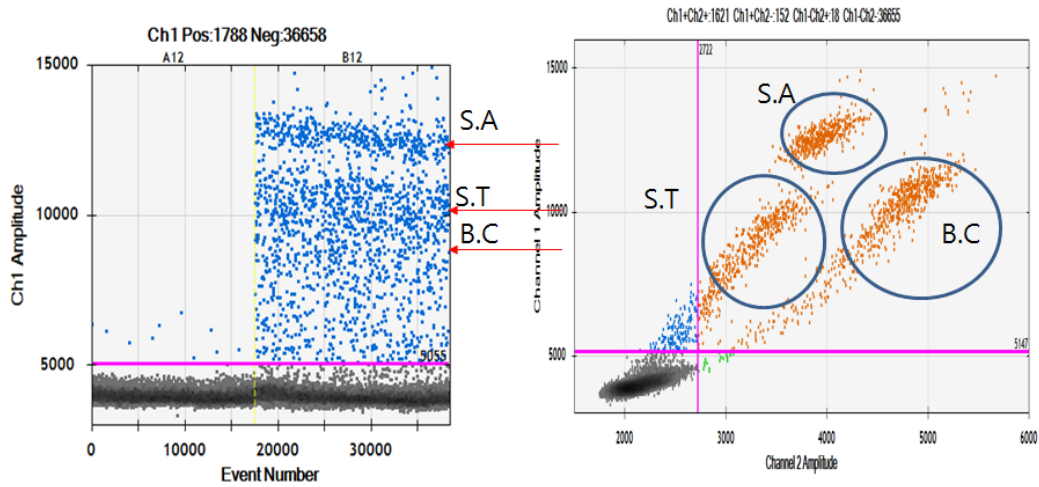 Ch1 Pos:1788 Neg:36658
A12 B12
15000
10000
5000
5055
0 10000 20000 30000
Ch1 Amplitude
Event Number
S.A
S.T
B.C
Ch1+Ch2+:1621 Ch1+Ch2-:152 Ch1-Ch2+:18 Ch1-Ch2-:36655
2722
15000
10000
5000
5147
2000 3000 4000 5000 6000
Channel 1 Amplitude
Channel 2 Amplitude
S.A
S.T
B.C